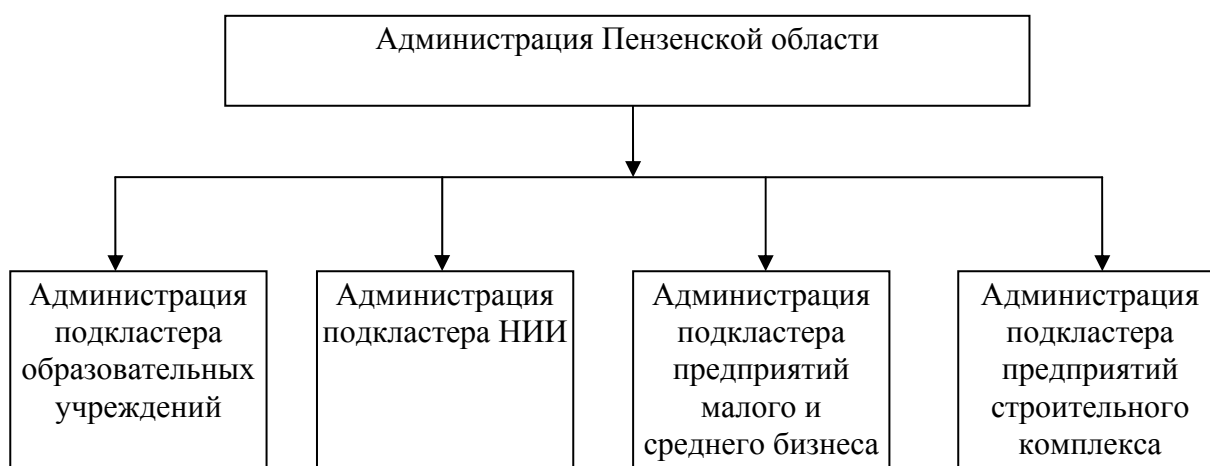 Администрация Пензенской области
Администрация
подкластера
образовательных
учреждений
Администрация
подкластера НИИ
Администрация
подкластера
предприятий
малого и
среднего бизнеса
Администрация
подкластера
предприятий
строительного
комплекса